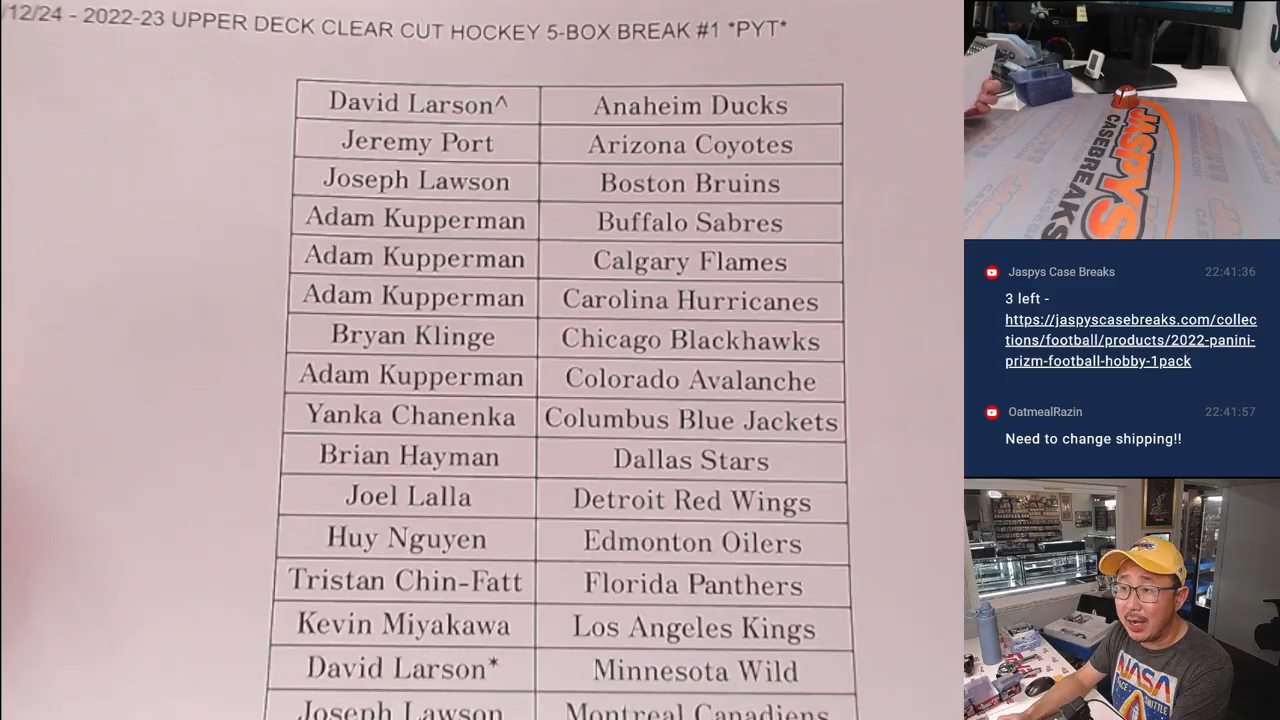 /12/24 - 2022-23 UPPER DECK CLEAR CUT HOCKEY 5-BOX BREAK #1 *PYT*
David Larson^ Anaheim Ducks
Jeremy Port Arizona Coyotes
Joseph Lawson Boston Bruins
Adam Kupperman Buffalo Sabres
Adam Kupperman Calgary Flames
Adam Kupperman Carolina Hurricanes
Bryan Klinge Chicago Blackhawks
Adam Kupperman Colorado Avalanche
Yanka Chanenka Columbus Blue Jackets
Brian Hayman Dallas Stars
Joel Lalla Detroit Red Wings
Huy Nguyen Edmonton Oilers
Tristan Chin-Fatt Florida Panthers
Kevin Miyakawa Los Angeles Kings
David Larson* Minnesota Wild
Joseph Lawson Montreal Canadiens
JASPYS
CASEBREAKS
Jaspys Case Breaks 22:41:36
3 left -
https://jaspyscasebreaks.com/collec
tions/football/products/2022-panini-
prizm-football-hobby-1pack
OatmealRazin 22:41:57
Need to change shipping!!
NASA